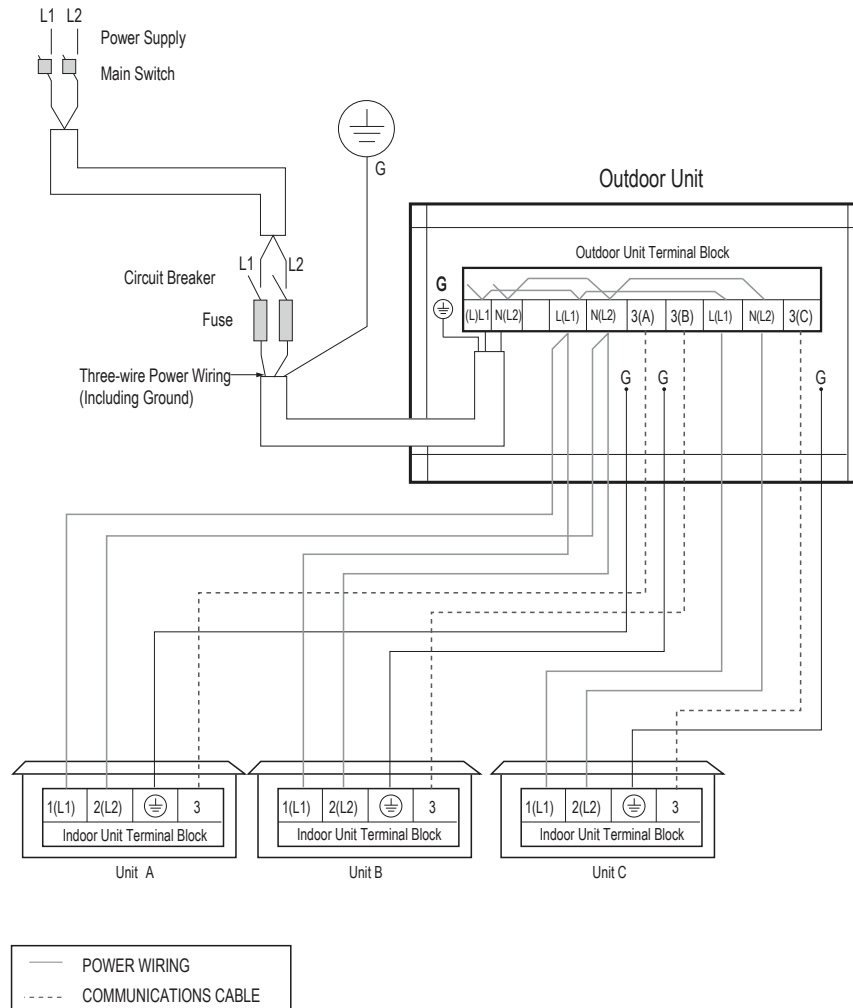 L1 L2
Power Supply
Main Switch
G
Outdoor Unit
Outdoor Unit Terminal Block
L1 L2
Circuit Breaker
Fuse
G
(L)L1 N(L2) L(L1) N(L2) 3(A) 3(B) L(L1) N(L2) 3(C)
Three-wire Power Wiring
(Including Ground)
G G G
1(L1) 2(L2) 3
Indoor Unit Terminal Block
Unit A
1(L1) 2(L2) 3
Indoor Unit Terminal Block
Unit B
1(L1) 2(L2) 3
Indoor Unit Terminal Block
Unit C
POWER WIRING
COMMUNICATIONS CABLE